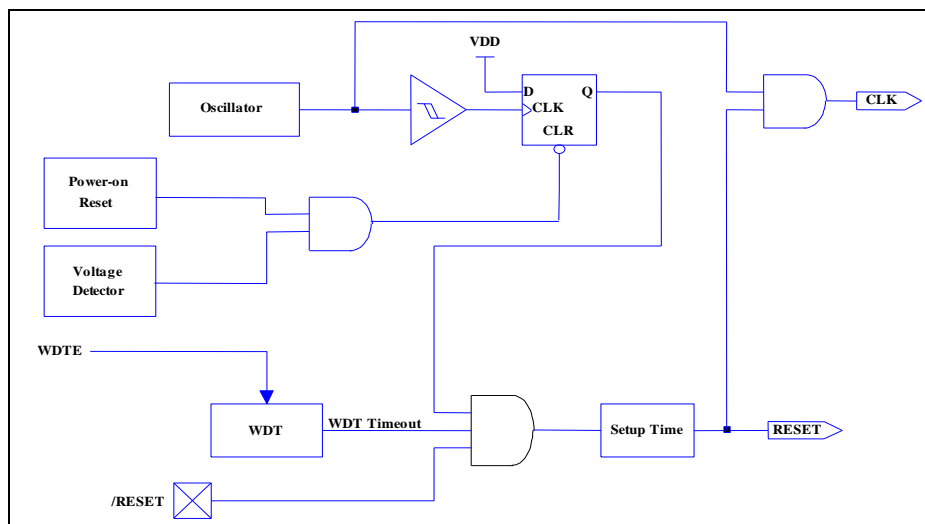 VDD
Oscillator
D
Q
CLK
CLR
CLK
Power-on
Reset
Voltage
Detector
WDTE
WDT
WDT Timeout
Setup Time
RESET
/RESET